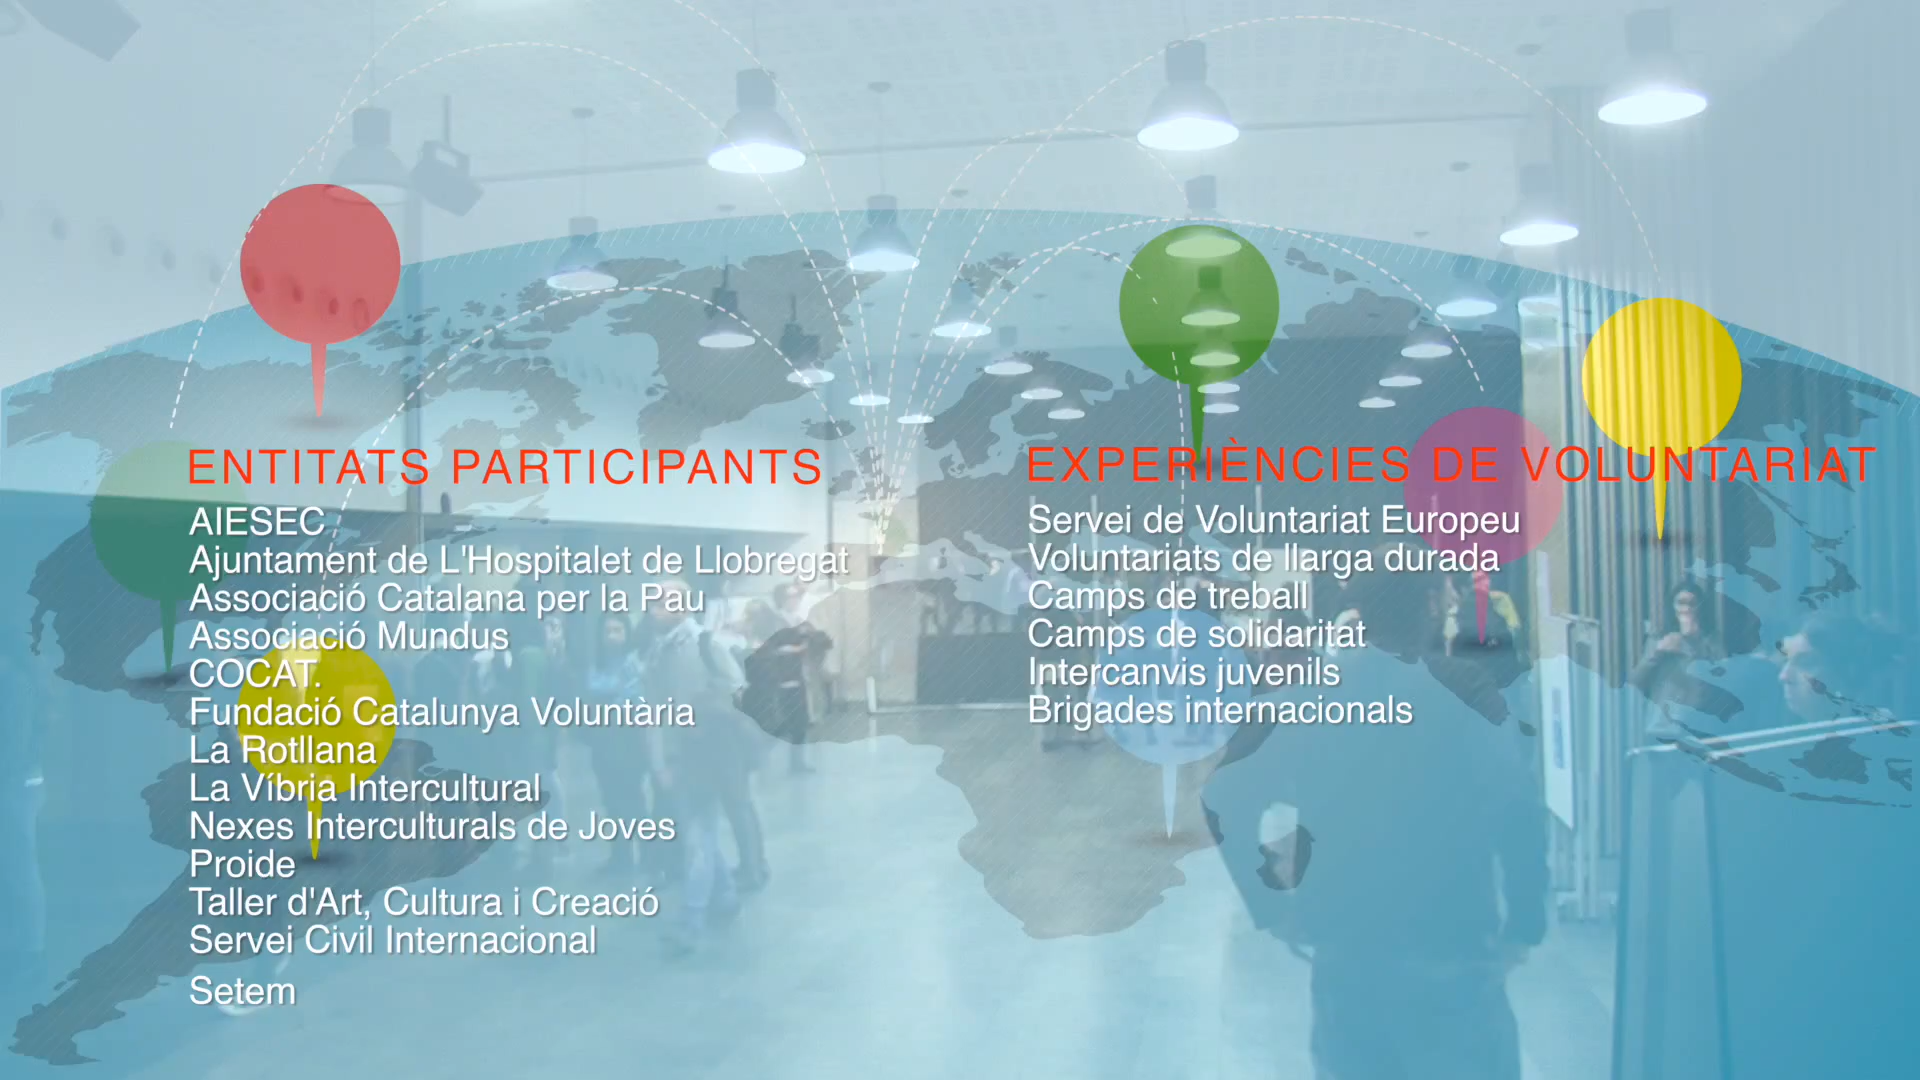 ENTITATS PARTICIPANTS
AIESEC
Ajuntament de L'Hospitalet de Llobregat
Associació Catalana per la Pau
Associació Mundus
COCAT.
Fundació Catalunya Voluntària
La Rotllana
La Víbria Intercultural
Nexes Interculturals de Joves
Proide
Taller d'Art, Cultura i Creació
Servei Civil Internacional
Setem
EXPERIÈNCIES DE VOLUNTARIAT
Servei de Voluntariat Europeu
Voluntariats de llarga durada
Camps de treball
Camps de solidaritat
Intercanvis juvenils
Brigades internacionals